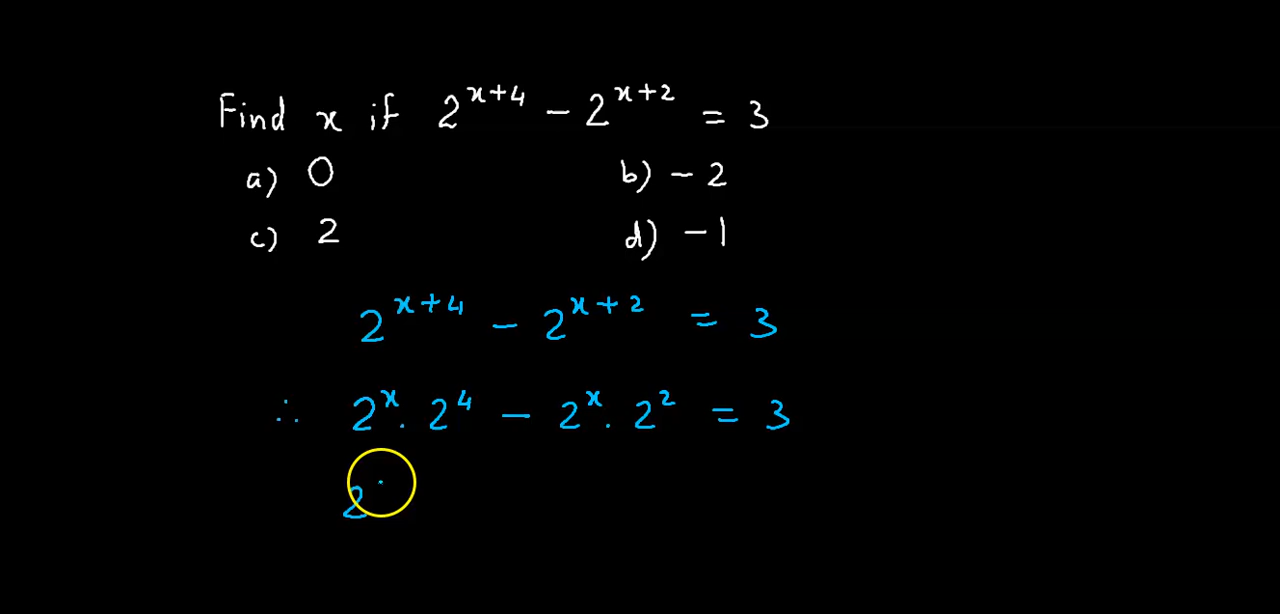 Find x if 2^{x+4} - 2^{x+2} = 3
a) 0 b) -2
c) 2 d) -1
2^{x+4} - 2^{x+2} = 3
∴ 2^x . 2^4 - 2^x . 2^2 = 3
2